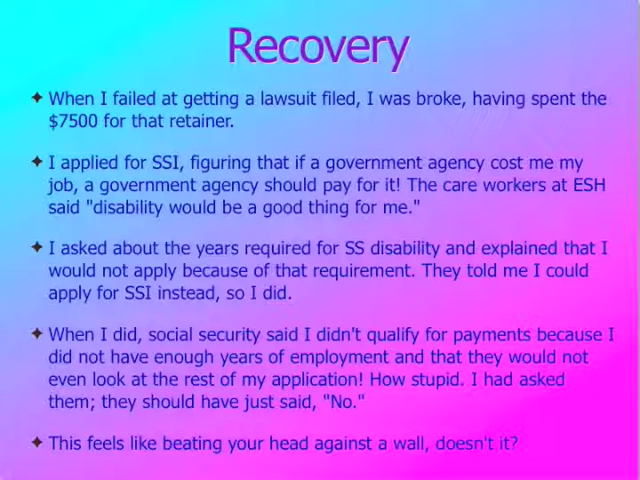 Recovery
When I failed at getting a lawsuit filed, I was broke, having spent the
$7500 for that retainer.
I applied for SSI, figuring that if a government agency cost me my
job, a government agency should pay for it! The care workers at ESH
said "disability would be a good thing for me."
I asked about the years required for SS disability and explained that I
would not apply because of that requirement. They told me I could
apply for SSI instead, so I did.
When I did, social security said I didn't qualify for payments because I
did not have enough years of employment and that they would not
even look at the rest of my application! How stupid. I had asked
them; they should have just said, "No."
This feels like beating your head against a wall, doesn't it?